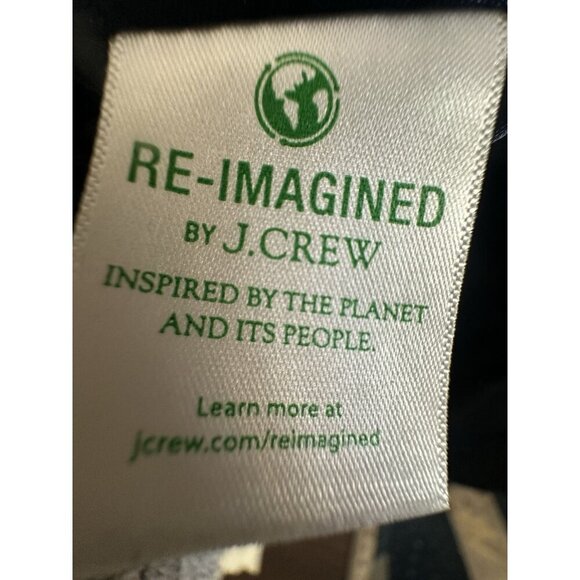 RE-IMAGINED
BY J.CREW
INSPIRED BY THE PLANET
AND ITS PEOPLE.
Learn more at
jcrew.com/reimagined